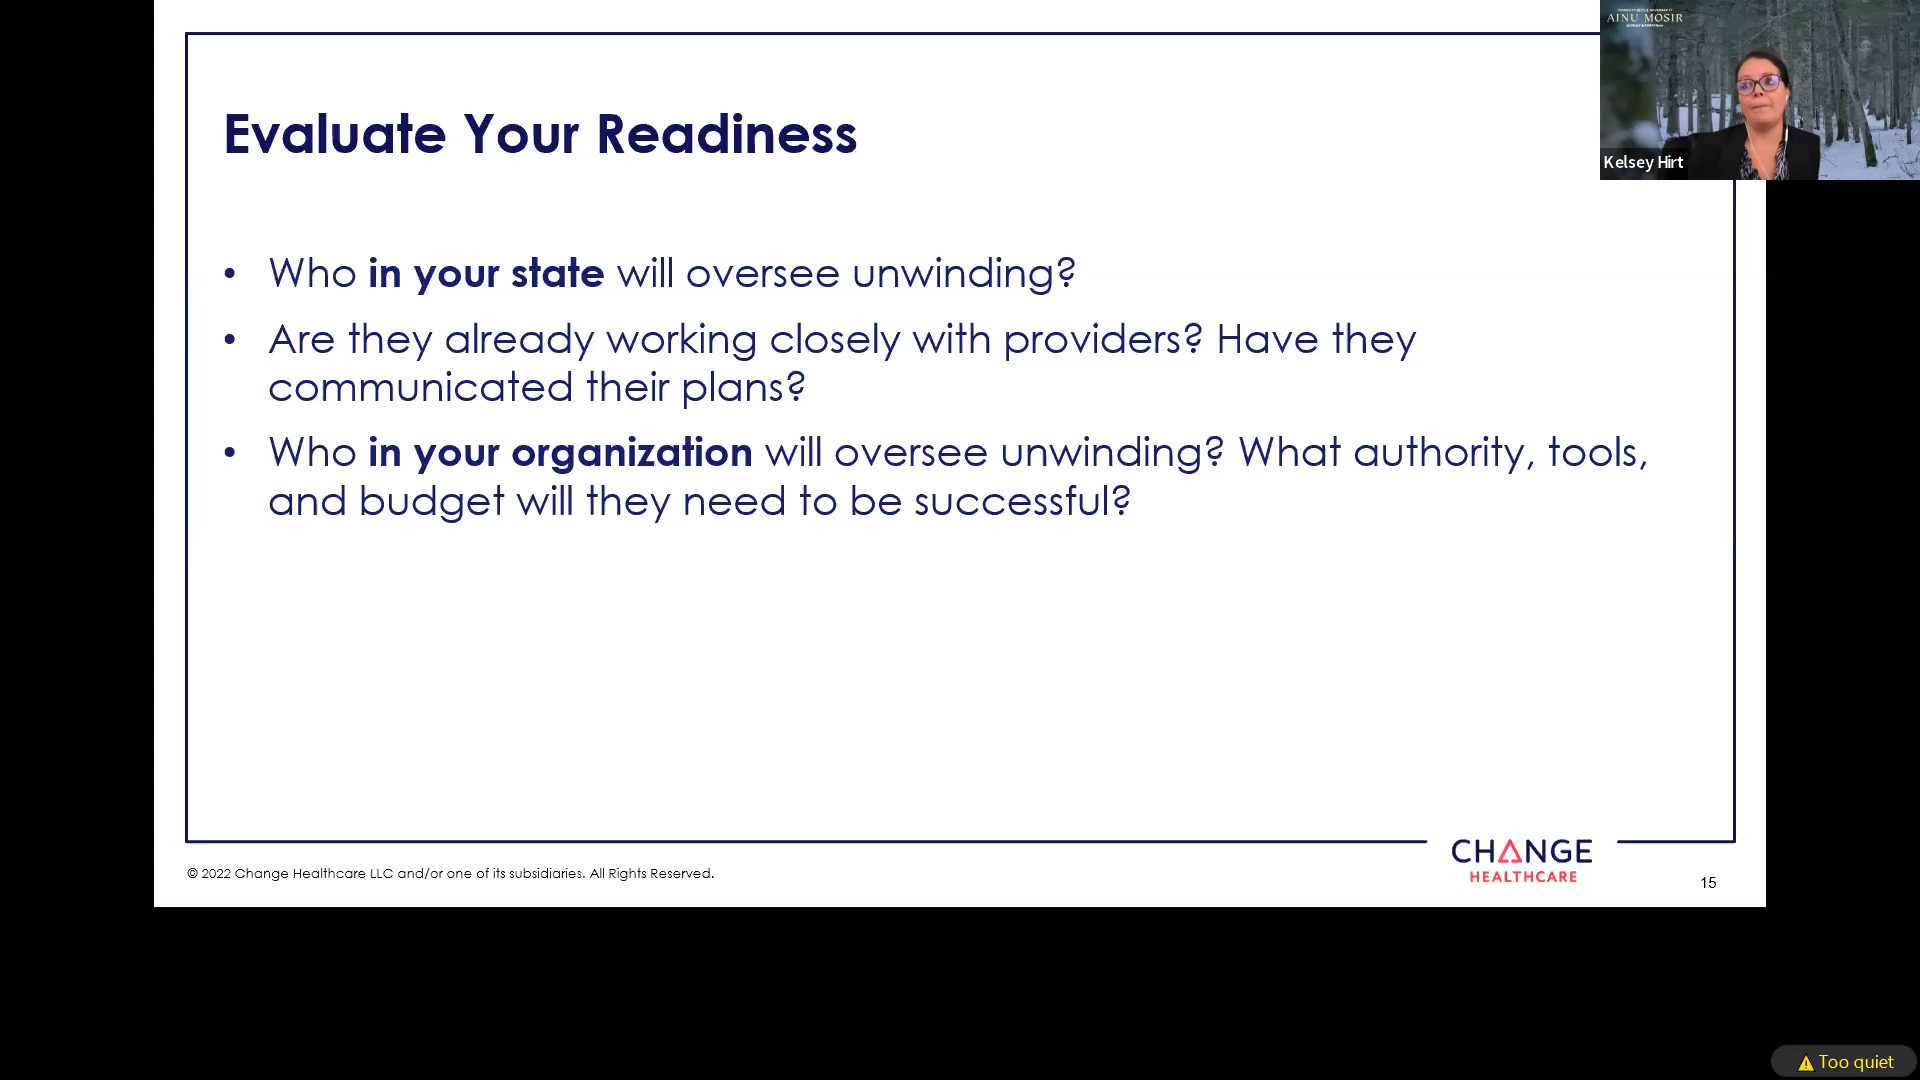 AINU MOSIR
Kelsey Hirt
Evaluate Your Readiness
• Who in your state will oversee unwinding?
• Are they already working closely with providers? Have they
communicated their plans?
• Who in your organization will oversee unwinding? What authority, tools,
and budget will they need to be successful?
© 2022 Change Healthcare LLC and/or one of its subsidiaries. All Rights Reserved.
CHANGE
HEALTHCARE
15
Too quiet